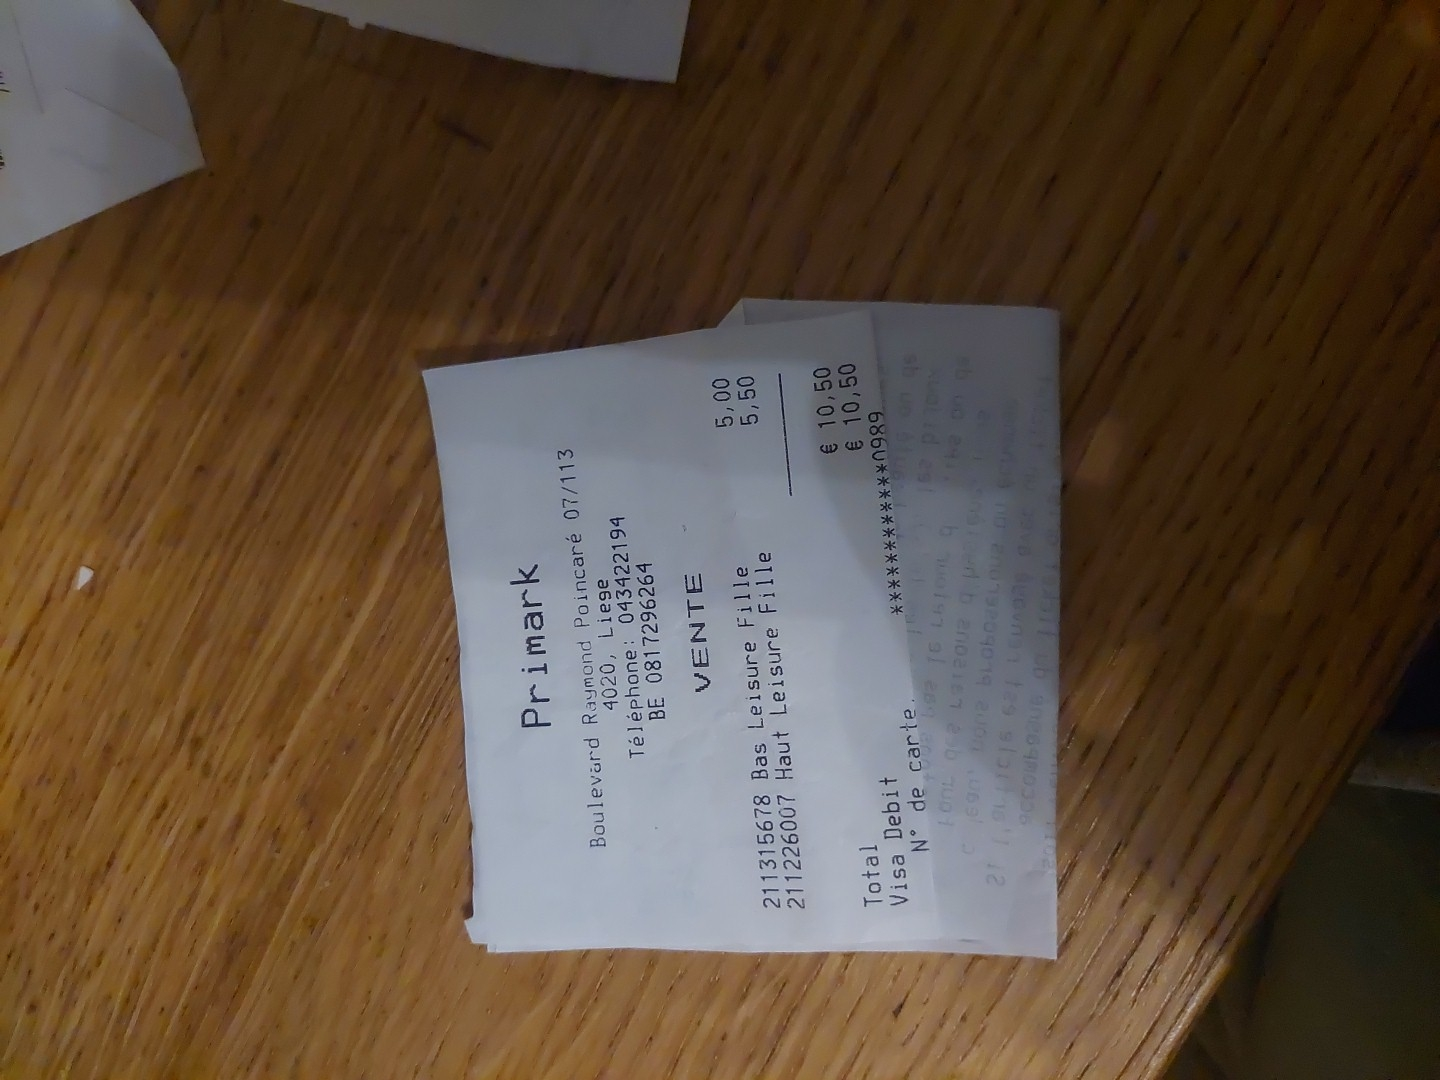 Primark
Boulevard Raymond Poincaré 07/113
4020, Liege
Téléphone: 043422194
BE 0817296264
VENTE
211315678 Bas Leisure Fille 5,00
211226007 Haut Leisure Fille 5,50
Total € 10,50
Visa Debit € 10,50
N° de carte. ************0989